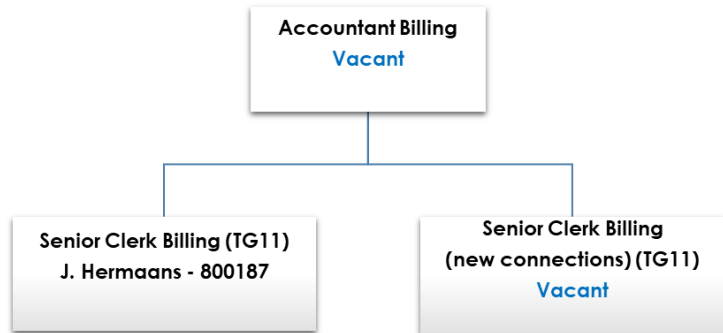 Accountant Billing
Vacant
Senior Clerk Billing (TG11)
J. Hermaans - 800187
Senior Clerk Billing
(new connections) (TG11)
Vacant